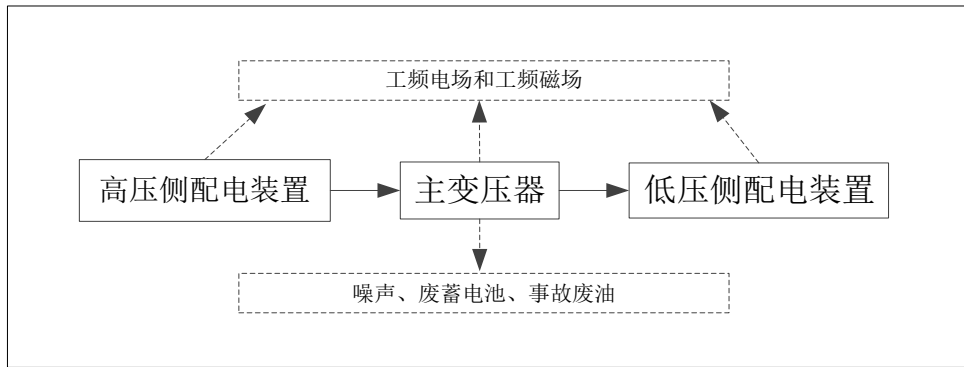 工频电场和工频磁场
高压侧配电装置
主变压器
低压侧配电装置
噪声、废蓄电池、事故废油